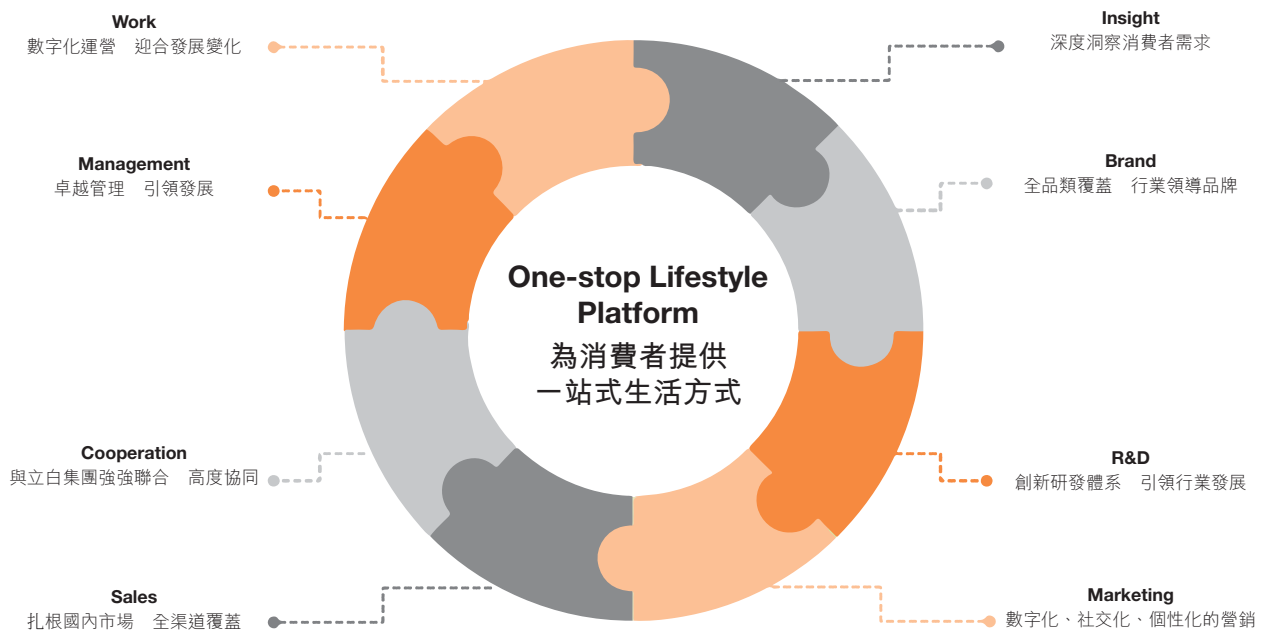 Work
數字化運營 迎合發展變化
Insight
深度洞察消費者需求
Management
卓越管理 引領發展
Brand
全品類覆蓋 行業領導品牌
One-stop Lifestyle
Platform
為消費者提供
一站式生活方式
Cooperation
與立白集團強強聯合 高度協同
R&D
創新研發體系 引領行業發展
Sales
扎根國內市場 全渠道覆蓋
Marketing
數字化、社交化、個性化的營銷